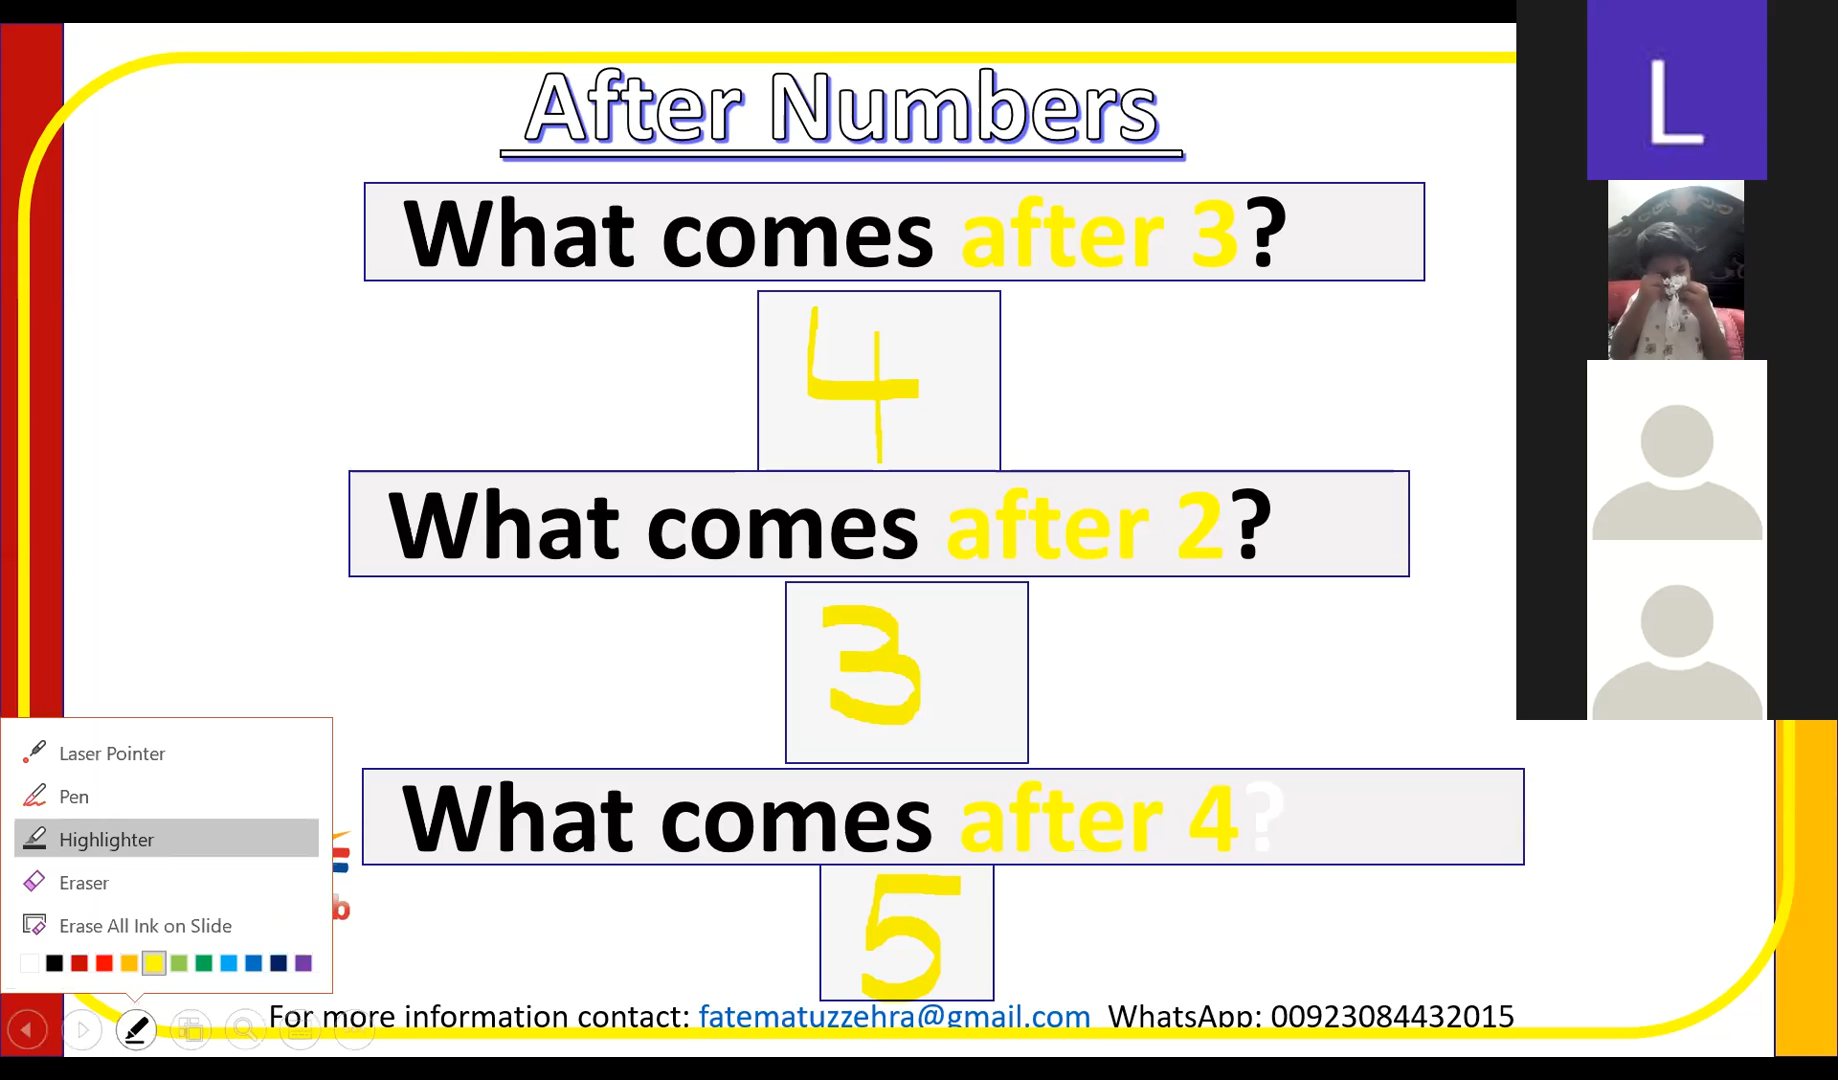 After Numbers
What comes after 3?
4
What comes after 2?
3
What comes after 4?
5
For more information contact: fatematuzzehra@gmail.com WhatsApp: 00923084432015
Laser Pointer
Pen
Highlighter
Eraser
Erase All Ink on Slide
b
L